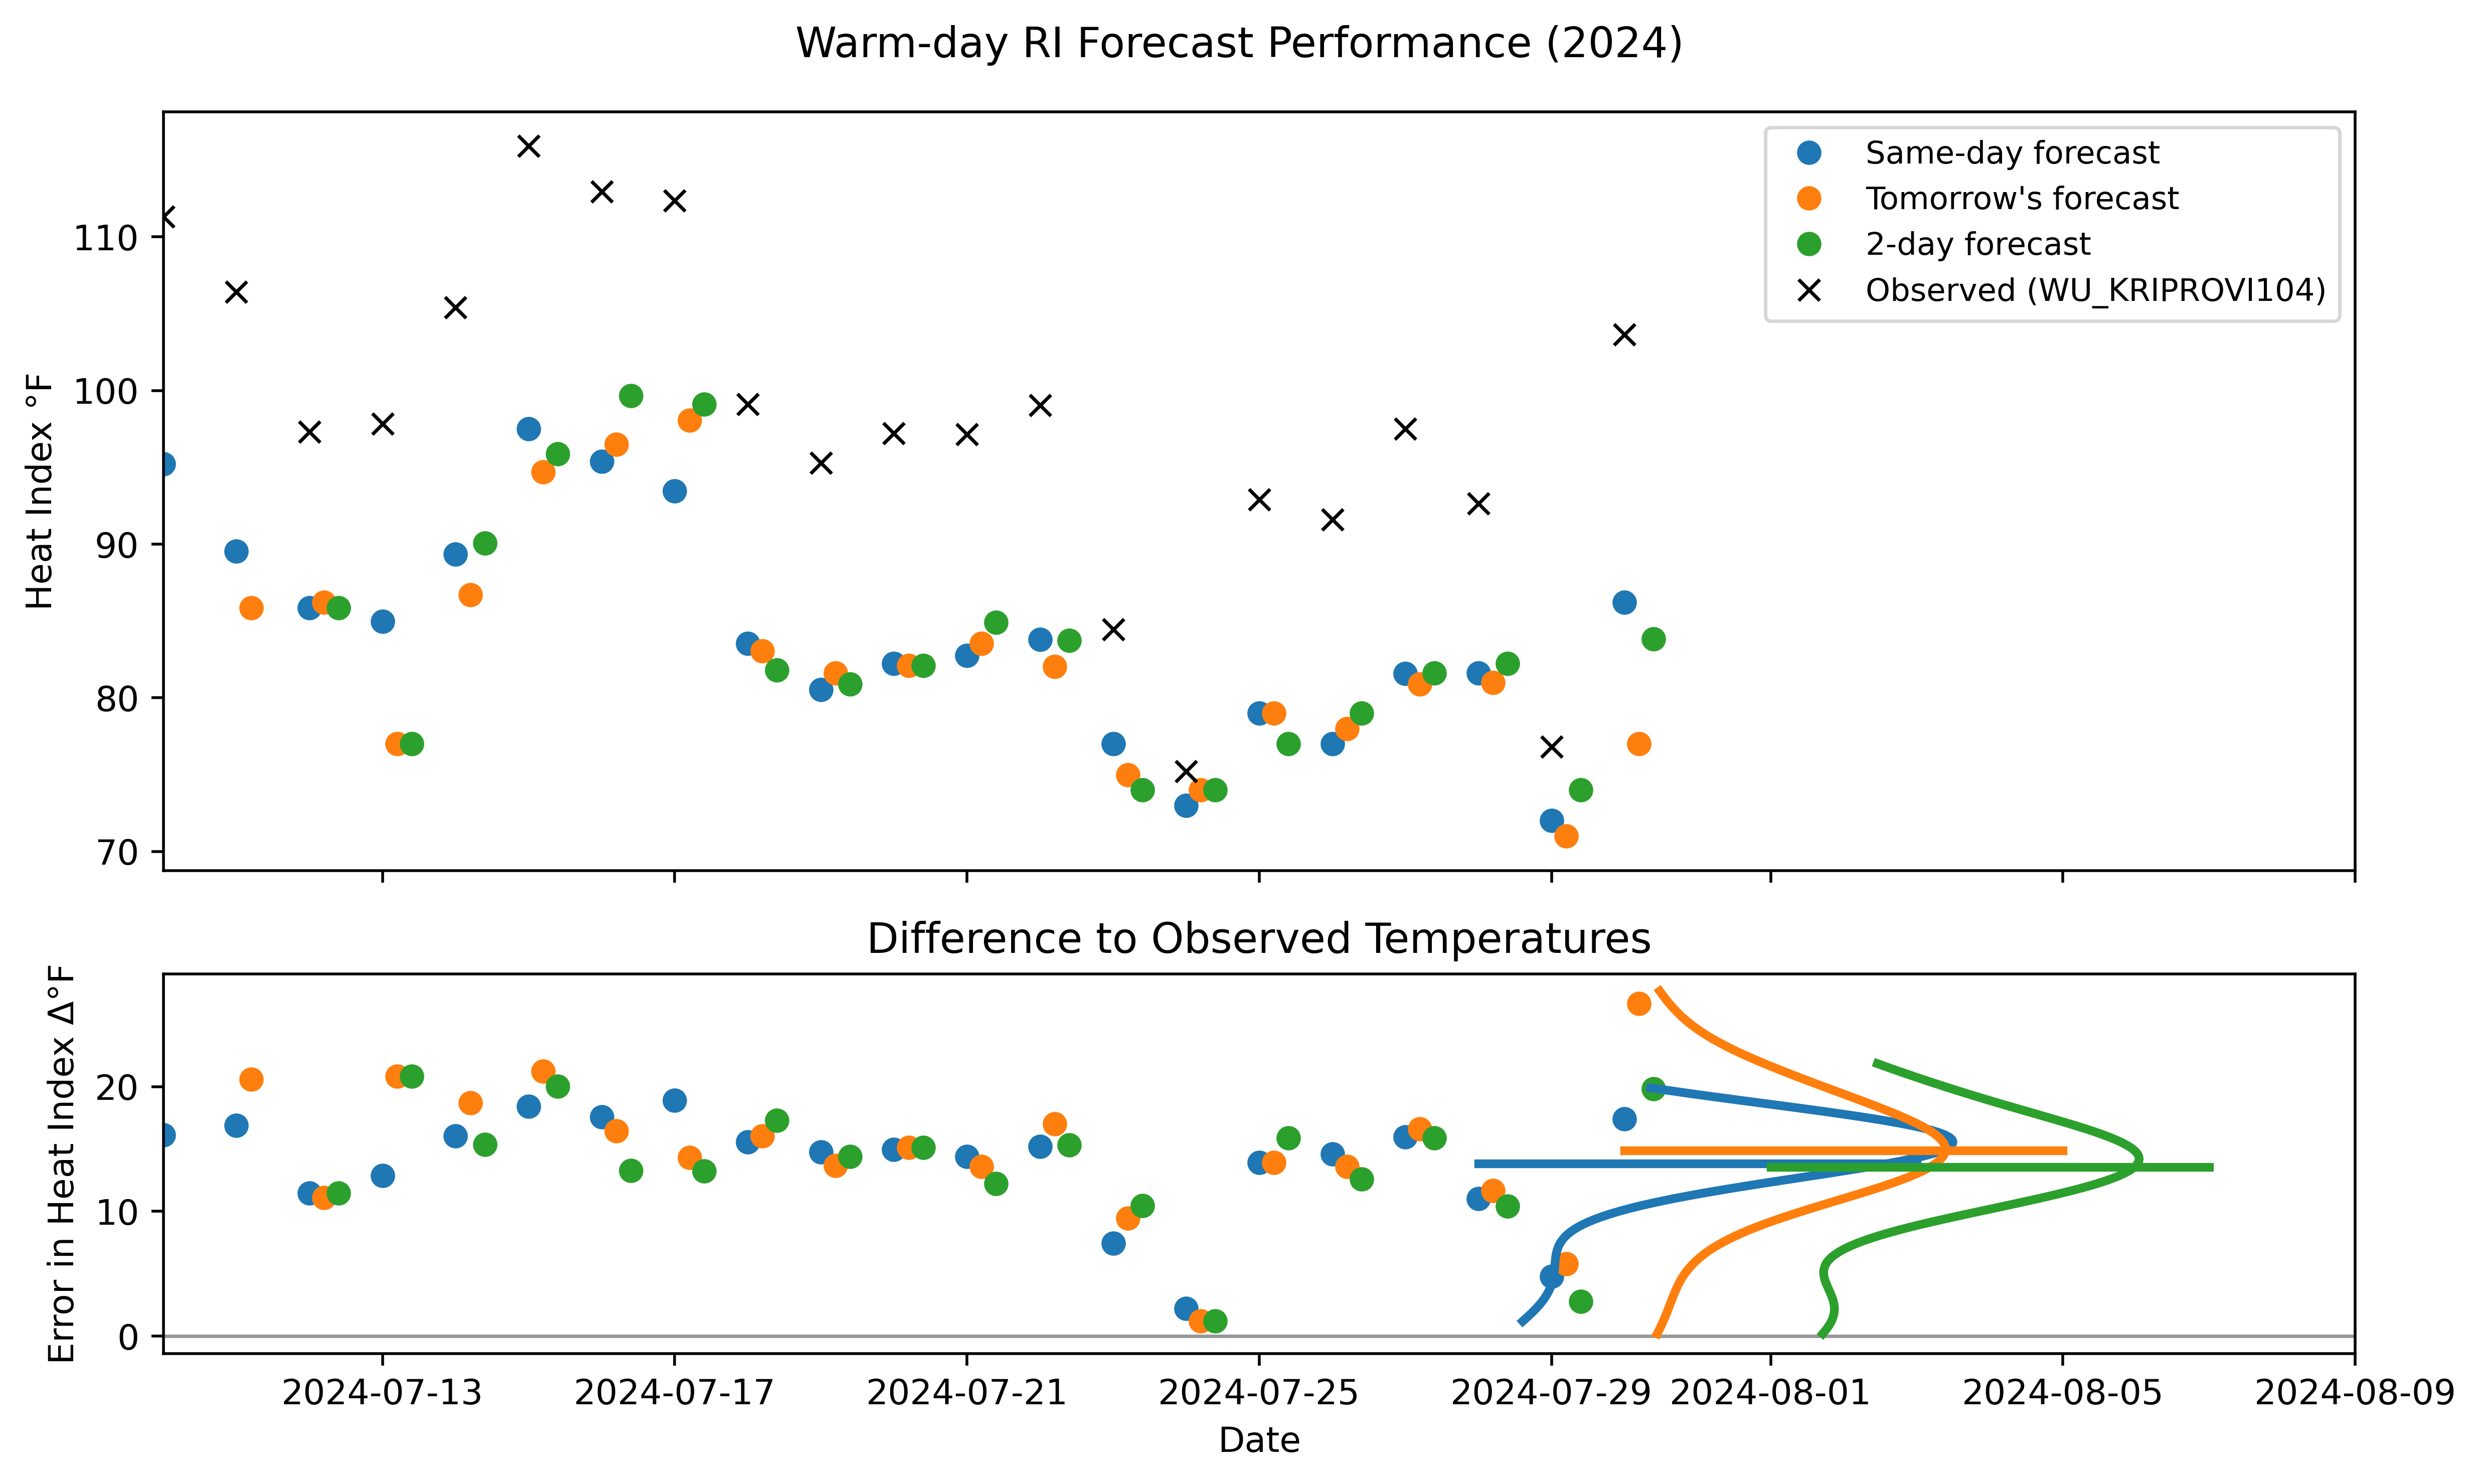 Warm-day RI Forecast Performance (2024)
Same-day forecast
Tomorrow's forecast
2-day forecast
Observed (WU_KRIPROVI104)
Heat Index °F
110
100
90
80
70
Difference to Observed Temperatures
Error in Heat Index Δ°F
20
10
0
2024-07-13 2024-07-17 2024-07-21 2024-07-25 2024-07-29 2024-08-01 2024-08-05 2024-08-09
Date